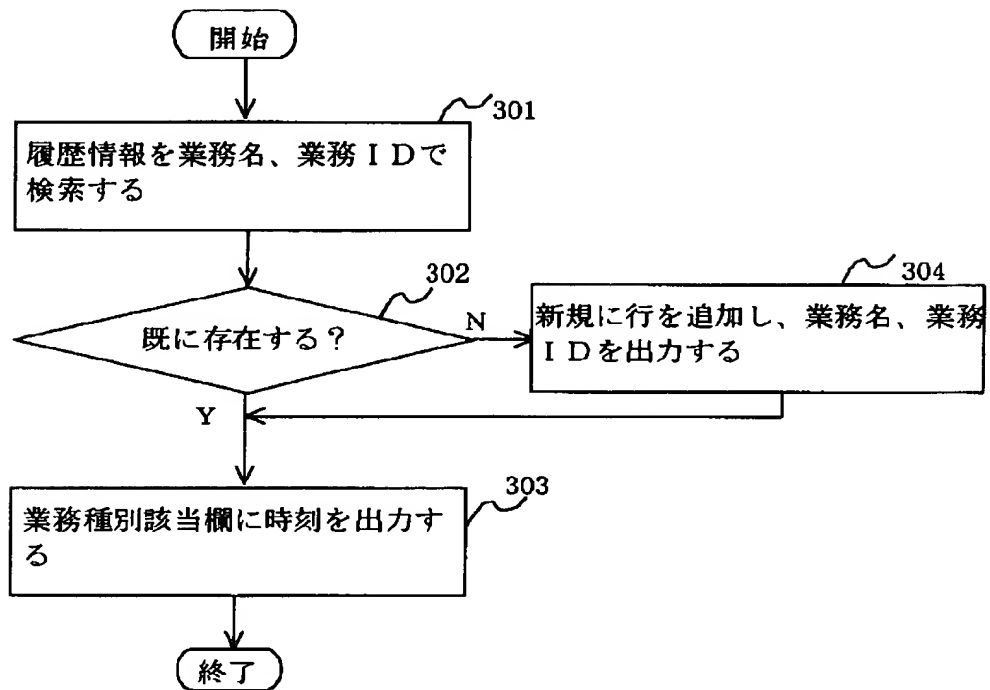 開始
301
履歴情報を業務名、業務ＩＤで
検索する
302
既に存在する？
N
304
新規に行を追加し、業務名、業務
ＩＤを出力する
Y
303
業務種別該当欄に時刻を出力す
る
終了